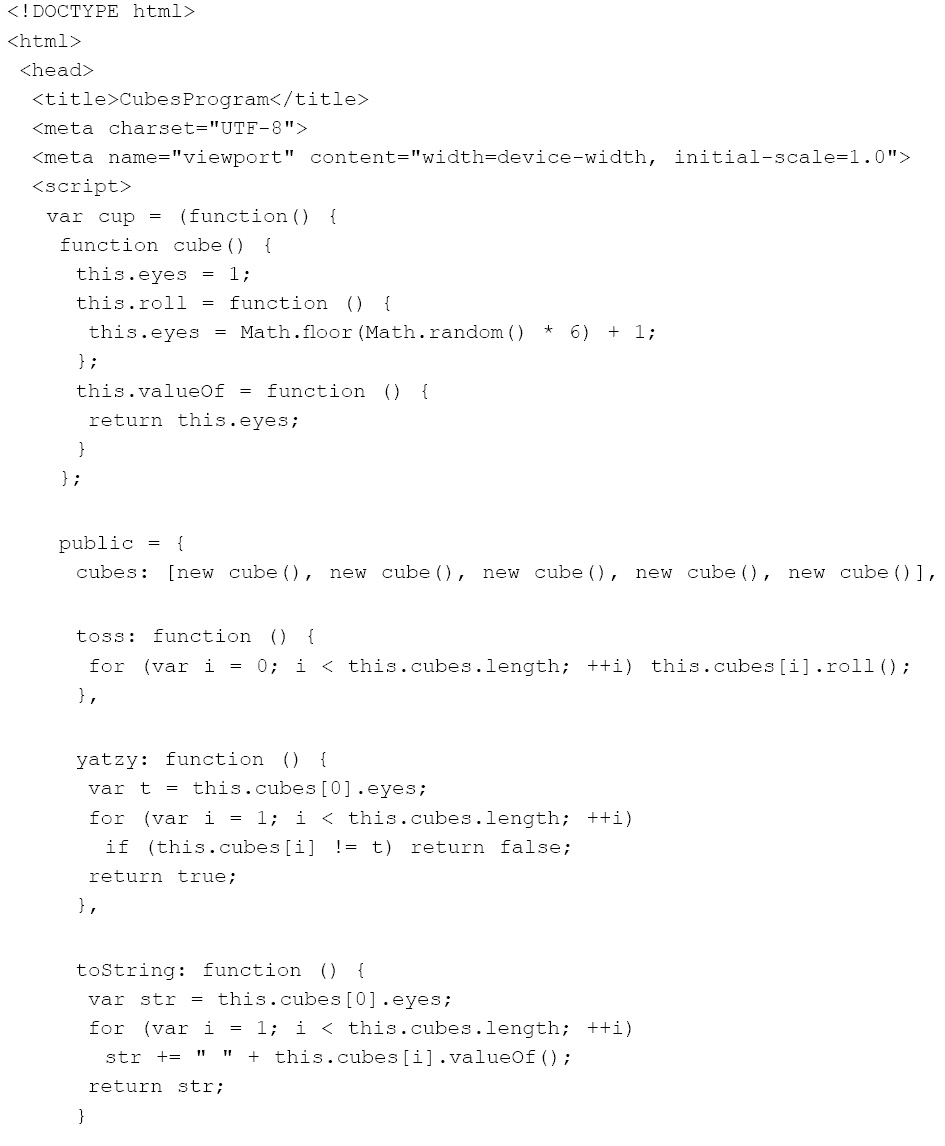 <!DOCTYPE html>
<html>
<head>
<title>CubesProgram</title>
<meta charset="UTF-8">
<meta name="viewport" content="width=device-width, initial-scale=1.0">
<script>
var cup = (function() {
function cube() {
this.eyes = 1;
this.roll = function () {
this.eyes = Math.floor(Math.random() * 6) + 1;
};
this.valueOf = function () {
return this.eyes;
}
};
public = {
cubes: [new cube(), new cube(), new cube(), new cube(), new cube()],
toss: function () {
for (var i = 0; i < this.cubes.length; ++i) this.cubes[i].roll();
},
yatzy: function () {
var t = this.cubes[0].eyes;
for (var i = 1; i < this.cubes.length; ++i)
if (this.cubes[i] != t) return false;
return true;
},
toString: function () {
var str = this.cubes[0].eyes;
for (var i = 1; i < this.cubes.length; ++i)
str += " " + this.cubes[i].valueOf();
return str;
}